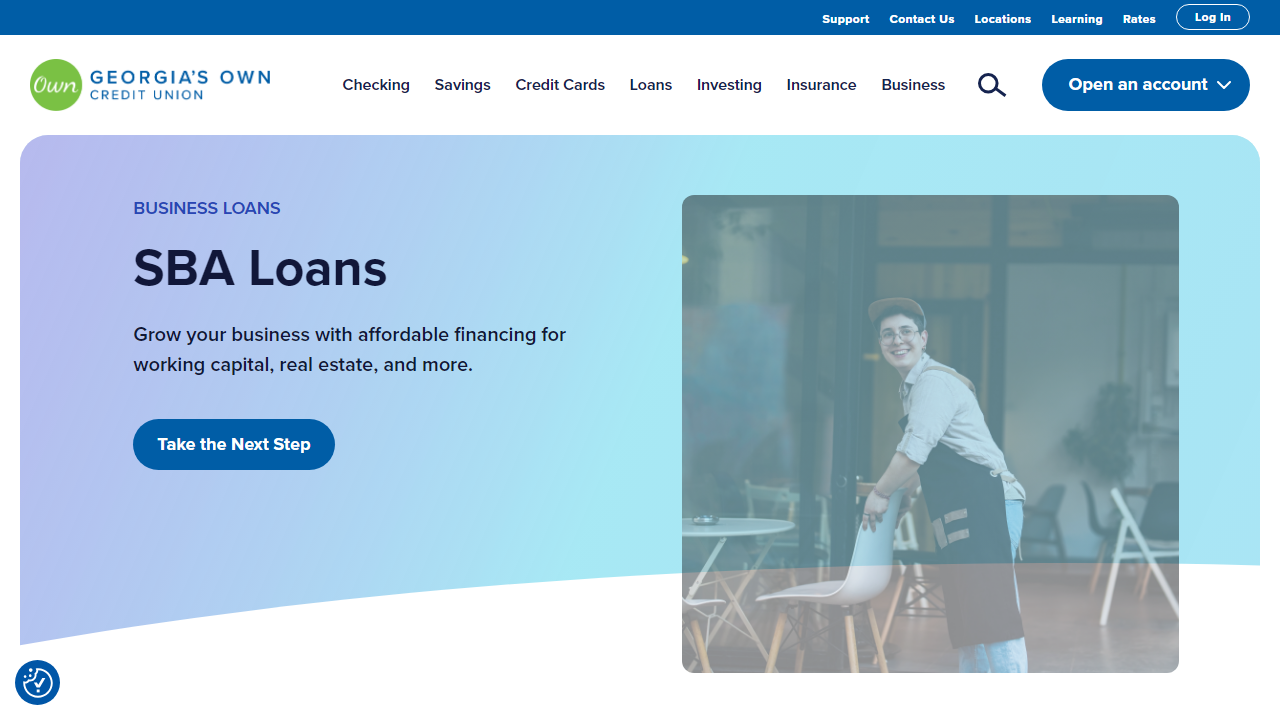 Support Contact Us Locations Learning Rates Log In
Own GEORGIA'S OWN
CREDIT UNION
Checking Savings Credit Cards Loans Investing Insurance Business Open an account
BUSINESS LOANS
SBA Loans
Grow your business with affordable financing for
working capital, real estate, and more.
Take the Next Step